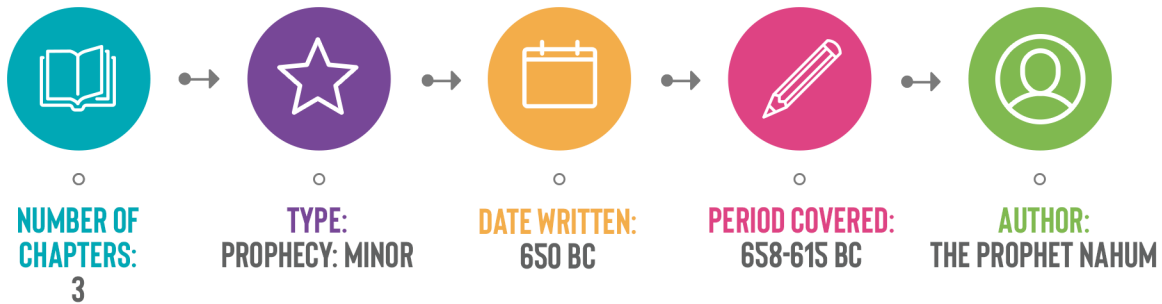 NUMBER OF
CHAPTERS:
3
TYPE:
PROPHECY: MINOR
DATE WRITTEN:
650 BC
PERIOD COVERED:
658-615 BC
AUTHOR:
THE PROPHET NAHUM